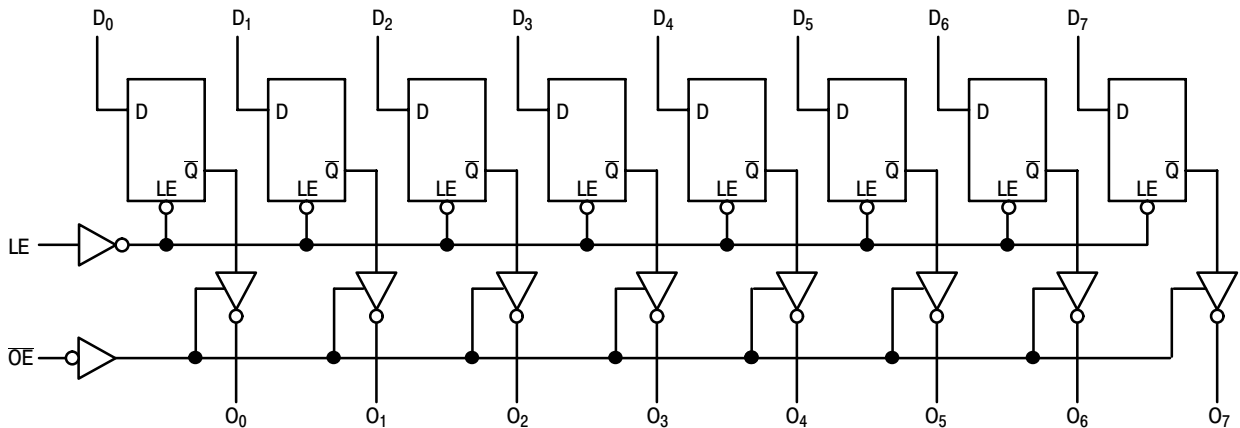 D₀ D₁ D₂ D₃ D₄ D₅ D₆ D₇
D D D D D D D D
Q̅ Q̅ Q̅ Q̅ Q̅ Q̅ Q̅ Q̅
LE LE LE LE LE LE LE LE
LE
O̅E̅
O₀ O₁ O₂ O₃ O₄ O₅ O₆ O₇